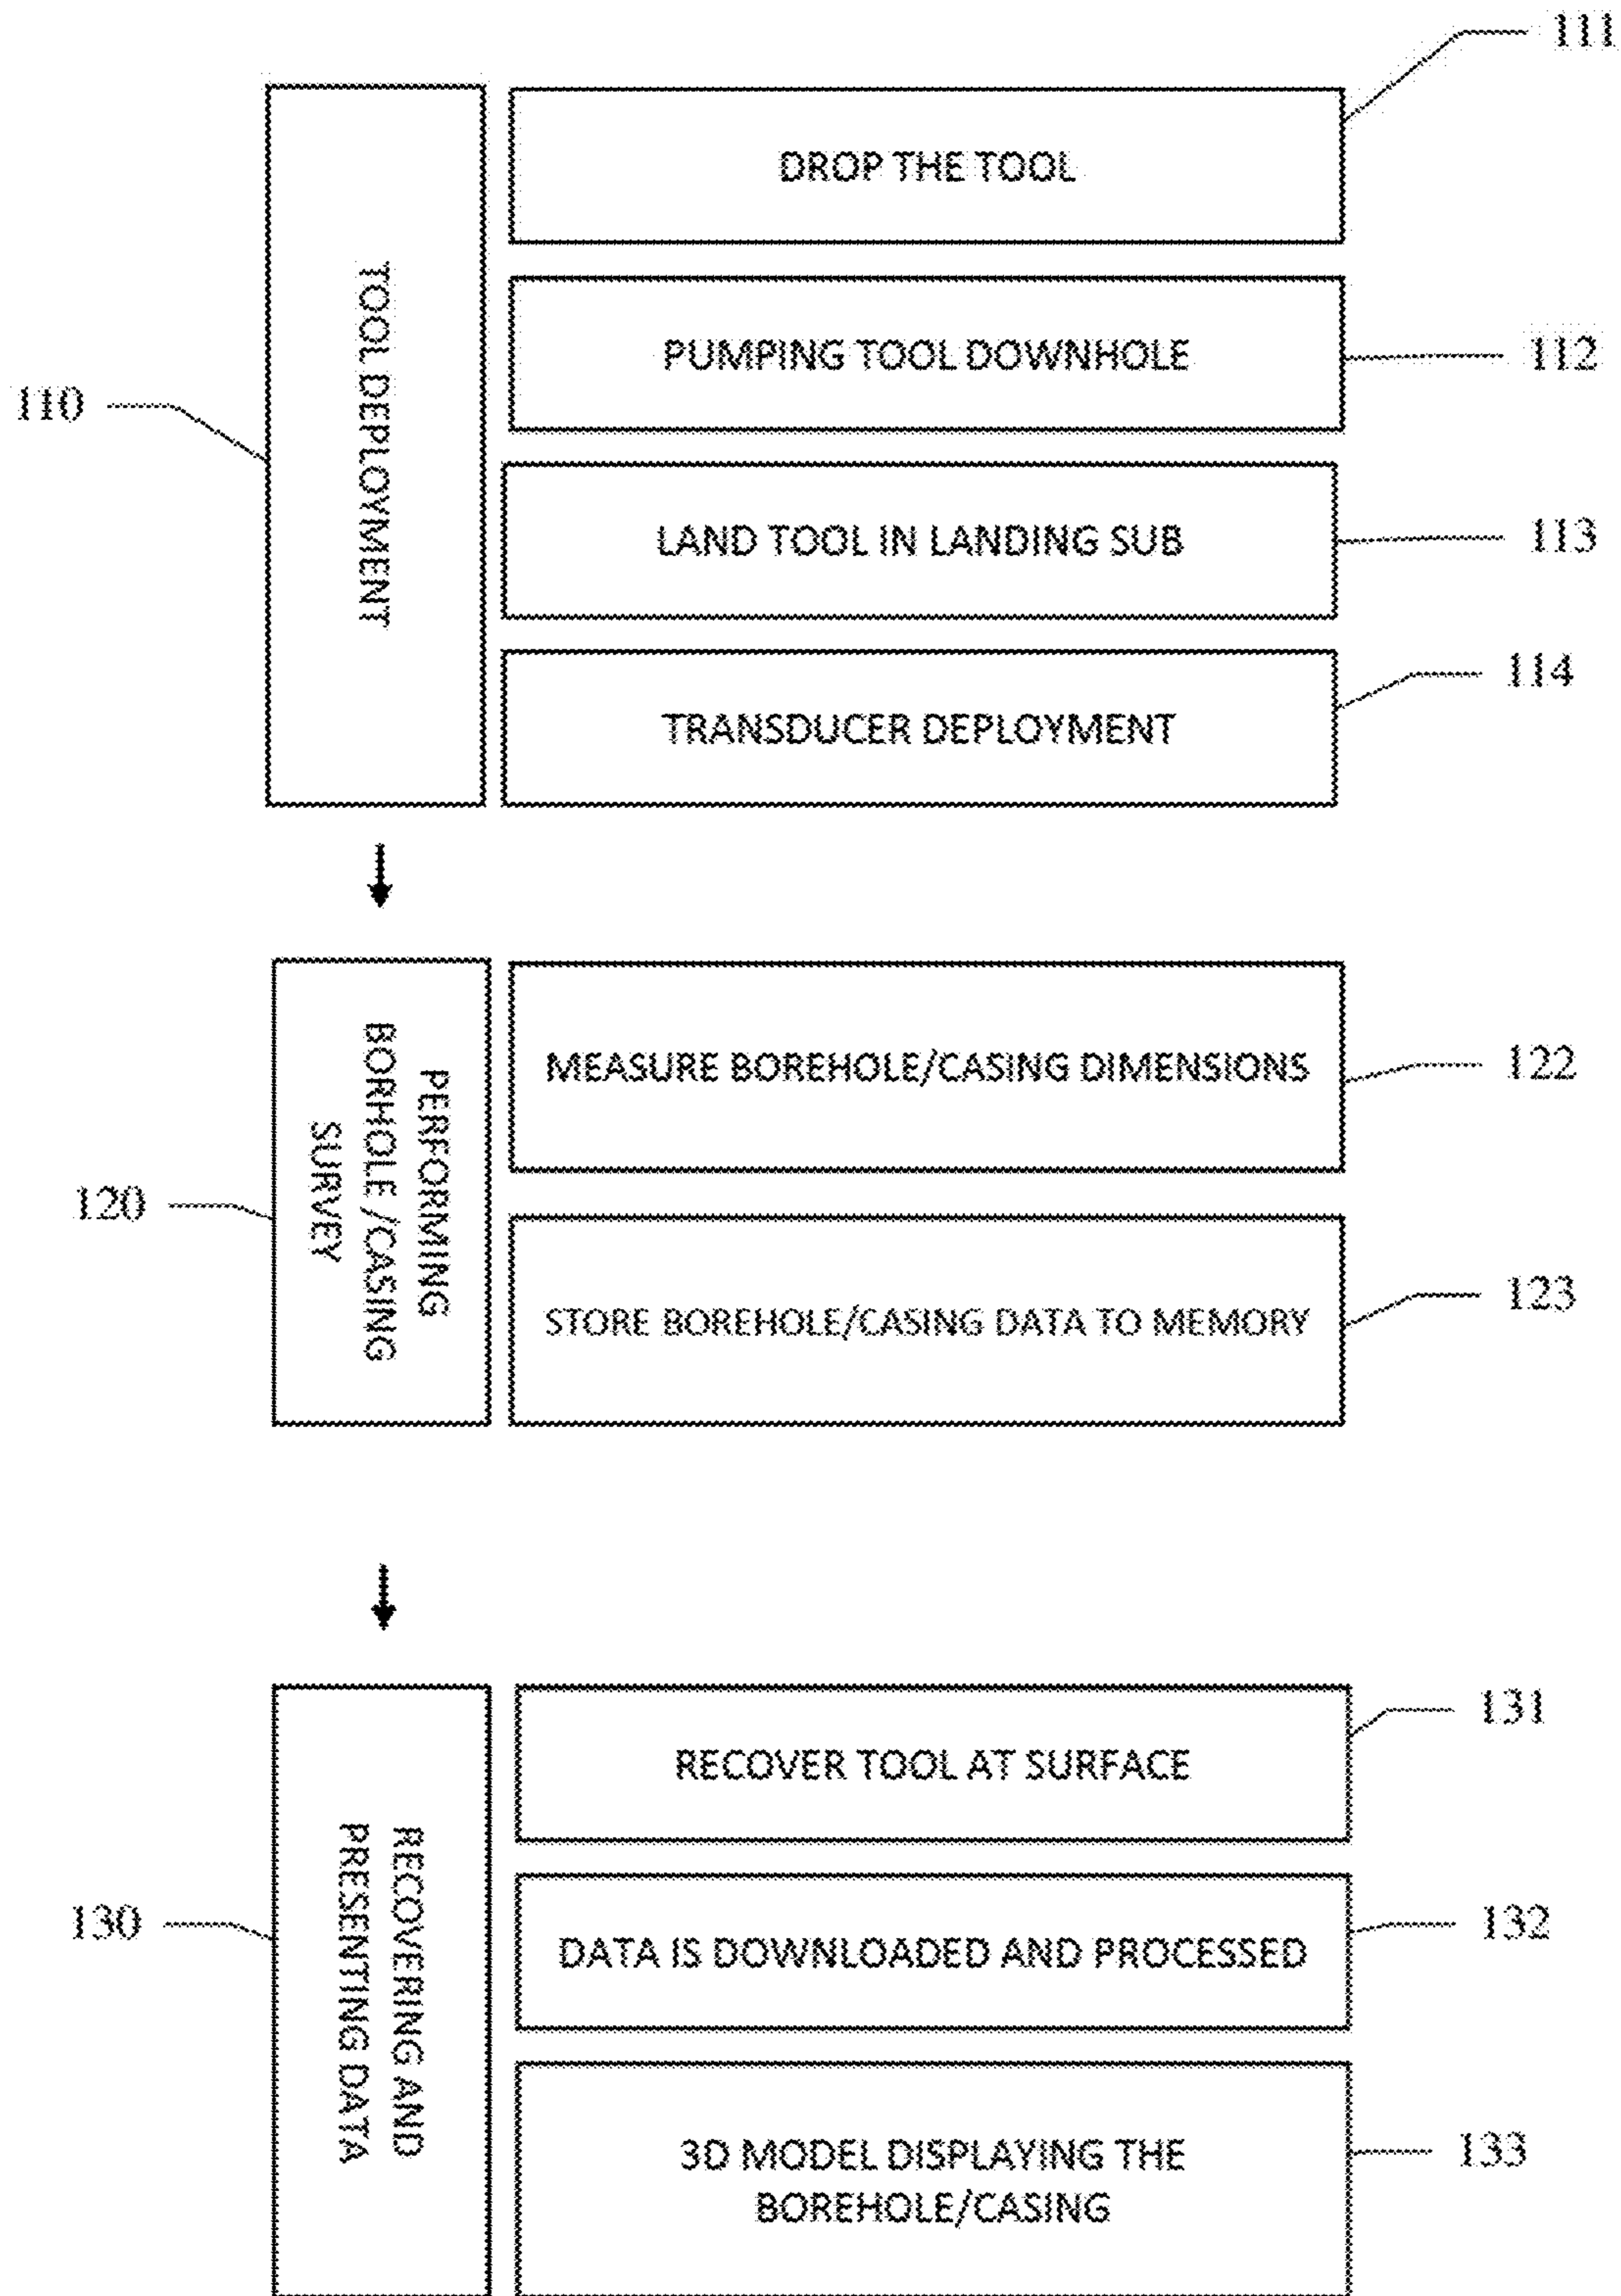 111
DROP THE TOOL
PUMPING TOOL DOWNHOLE
112
110
TOOL DEPLOYMENT
LAND TOOL IN LANDING SUB
113
TRANSDUCER DEPLOYMENT
114
120
PERFORMING
BORHOLE /CASING
SURVEY
MEASURE BOREHOLE/CASING DIMENSIONS
122
STORE BOREHOLE/CASING DATA TO MEMORY
123
130
RECOVERING AND
PRESENTING DATA
RECOVER TOOL AT SURFACE
131
DATA IS DOWNLOADED AND PROCESSED
132
3D MODEL DISPLAYING THE
BOREHOLE/CASING
133